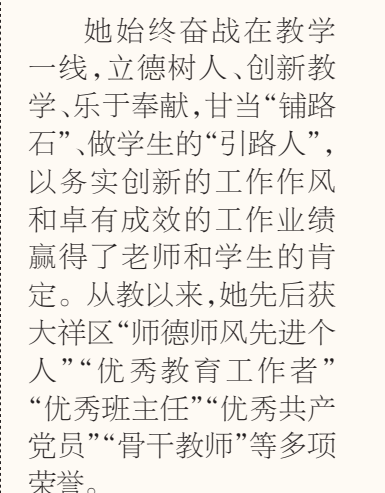 她始终奋战在教学
一线，立德树人、创新教
学、乐于奉献，甘当“铺路
石”、做学生的“引路人”，
以务实创新的工作作风
和卓有成效的工作业绩
赢得了老师和学生的肯
定。从教以来，她先后获
大祥区“师德师风先进个
人”“优秀教育工作者”
“优秀班主任”“优秀共产
党员”“骨干教师”等多项
荣誉。